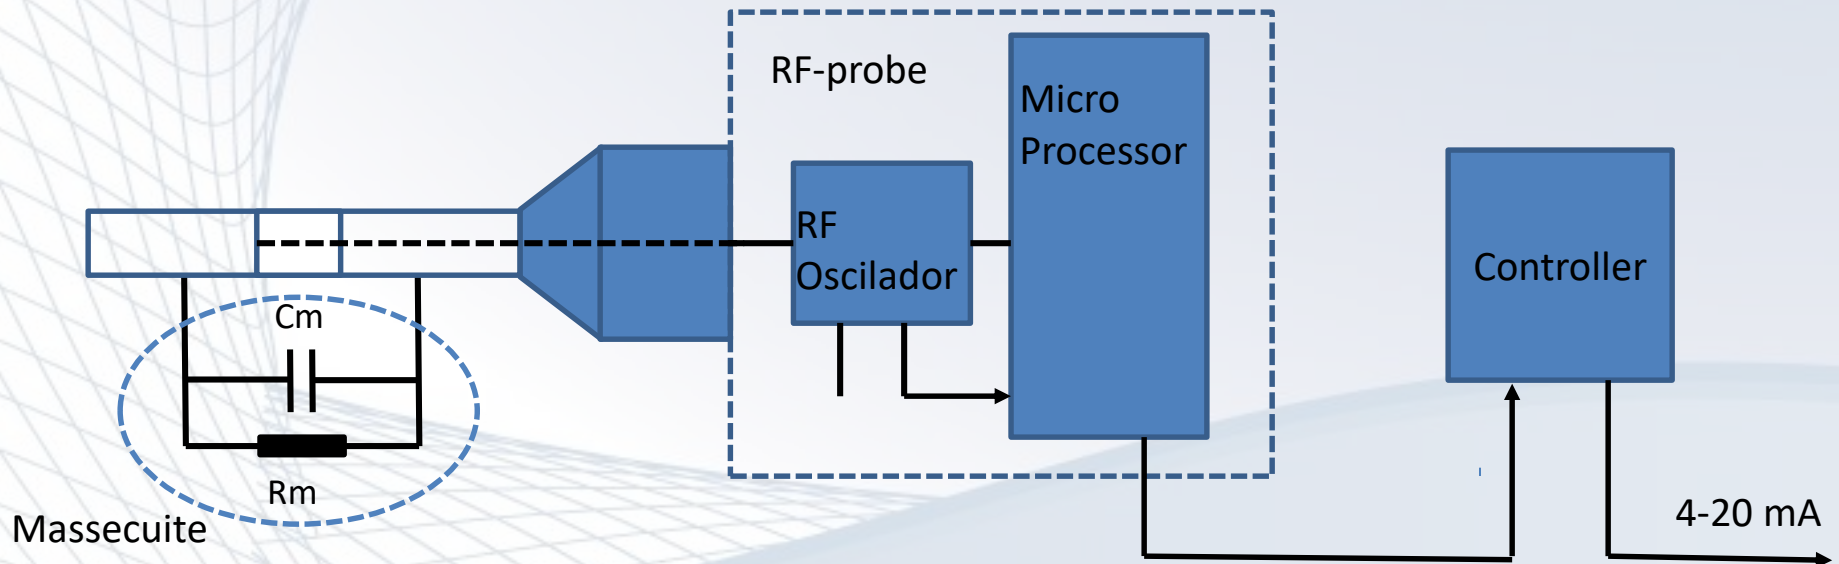 RF-probe
Micro
Processor
RF
Oscilador
Controller
Cm
Rm
Massecuite
4-20 mA